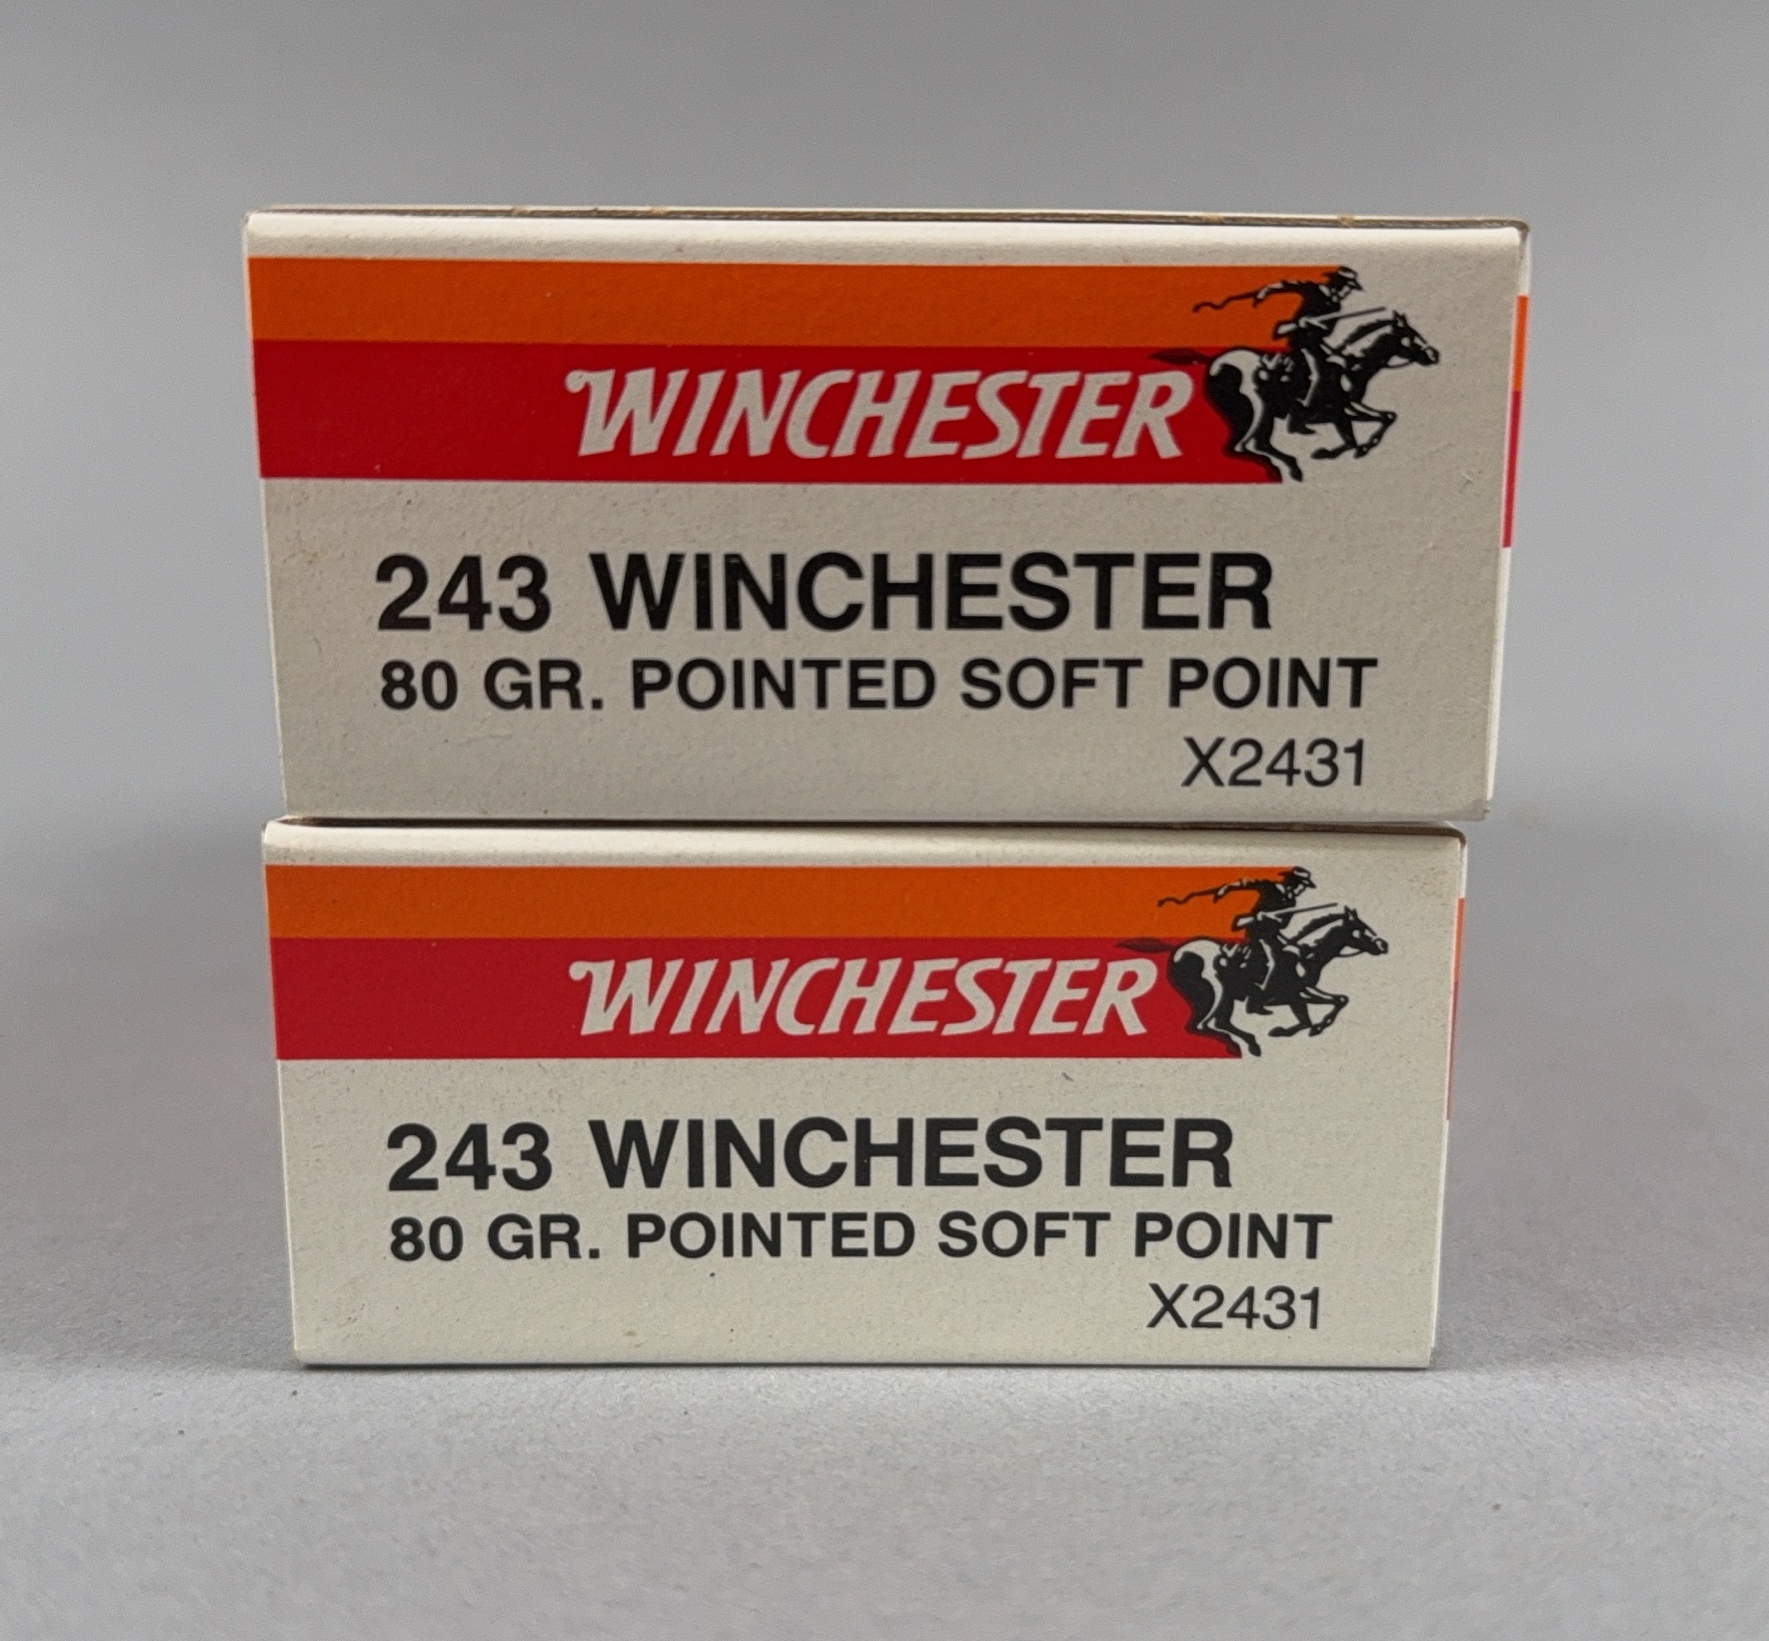 WINCHESTER
243 WINCHESTER
80 GR. POINTED SOFT POINT
X2431
WINCHESTER
243 WINCHESTER
80 GR. POINTED SOFT POINT
X2431